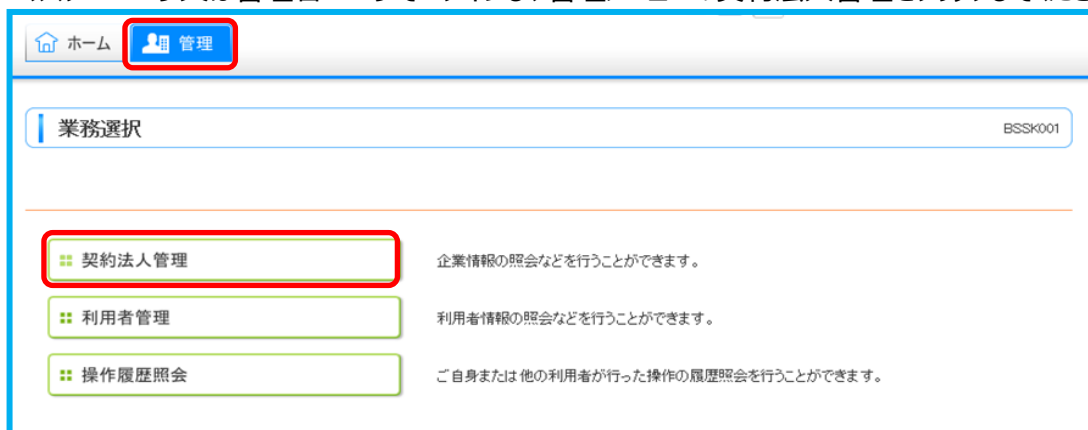 ホーム
管理
業務選択
BSSK001
契約法人管理
企業情報の照会などを行うことができます。
利用者管理
利用者情報の照会などを行うことができます。
操作履歴照会
ご自身または他の利用者が行った操作の履歴照会を行うことができます。